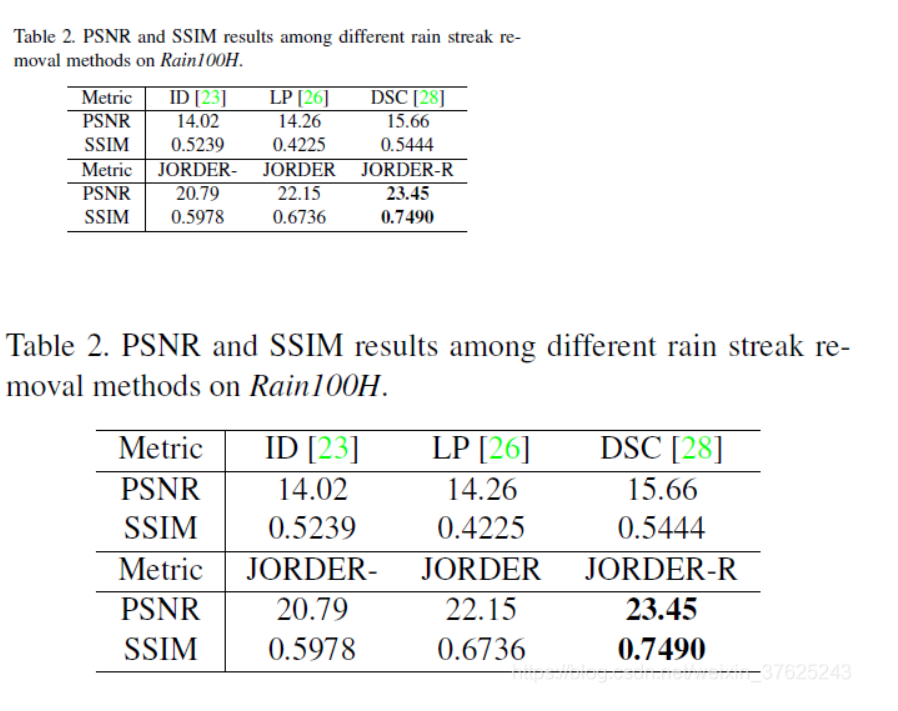 Table 2. PSNR and SSIM results among different rain streak re-
moval methods on Rain100H.
Metric ID [23] LP [26] DSC [28]
PSNR 14.02 14.26 15.66
SSIM 0.5239 0.4225 0.5444
Metric JORDER- JORDER JORDER-R
PSNR 20.79 22.15 23.45
SSIM 0.5978 0.6736 0.7490
Table 2. PSNR and SSIM results among different rain streak re-
moval methods on Rain100H.
Metric ID [23] LP [26] DSC [28]
PSNR 14.02 14.26 15.66
SSIM 0.5239 0.4225 0.5444
Metric JORDER- JORDER JORDER-R
PSNR 20.79 22.15 23.45
SSIM 0.5978 0.6736 0.7490
https://blog.csdn.net/weixin_37625243